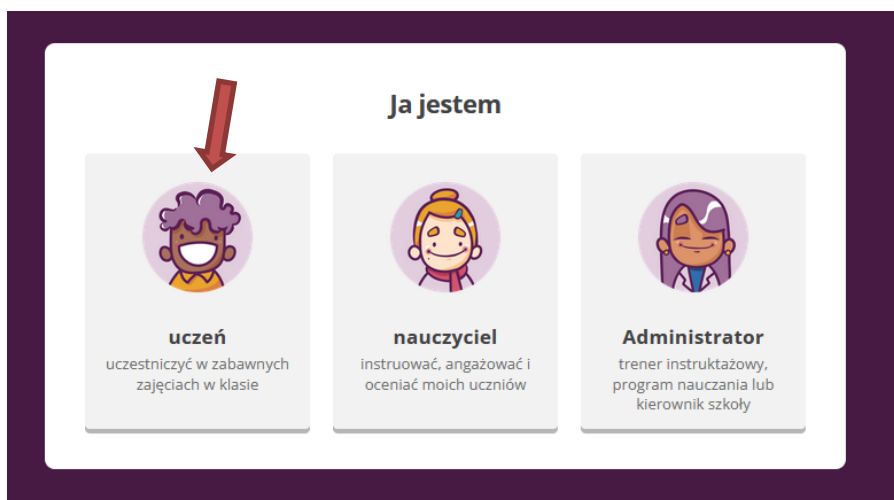 Ja jestem
uczeń
uczestniczyć w zabawnych
zajęciach w klasie
nauczyciel
instruować, angażować i
oceniać moich uczniów
Administrator
trener instruktażowy,
program nauczania lub
kierownik szkoły